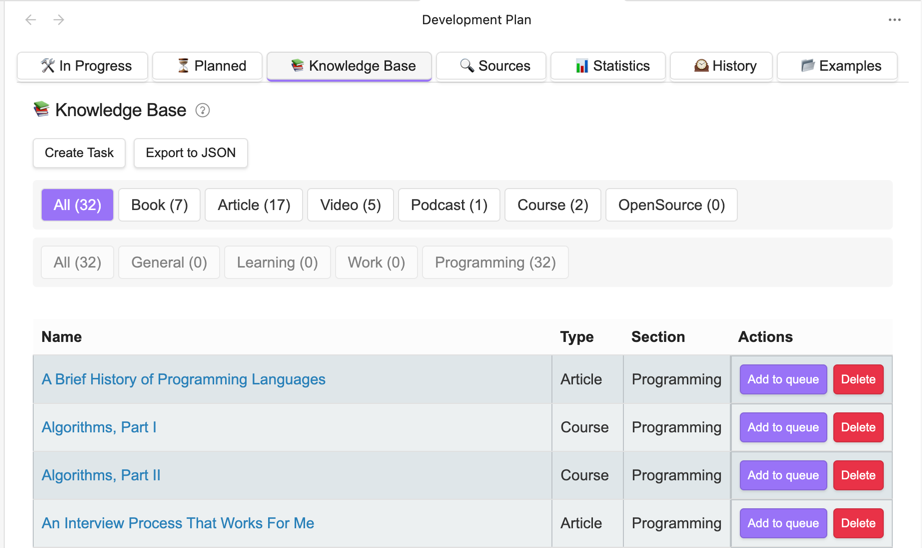 Development Plan
In Progress Planned Knowledge Base Sources Statistics History Examples
Knowledge Base ?
Create Task Export to JSON
All (32) Book (7) Article (17) Video (5) Podcast (1) Course (2) OpenSource (0)
All (32) General (0) Learning (0) Work (0) Programming (32)
Name Type Section Actions
A Brief History of Programming Languages Article Programming Add to queue Delete
Algorithms, Part I Course Programming Add to queue Delete
Algorithms, Part II Course Programming Add to queue Delete
An Interview Process That Works For Me Article Programming Add to queue Delete